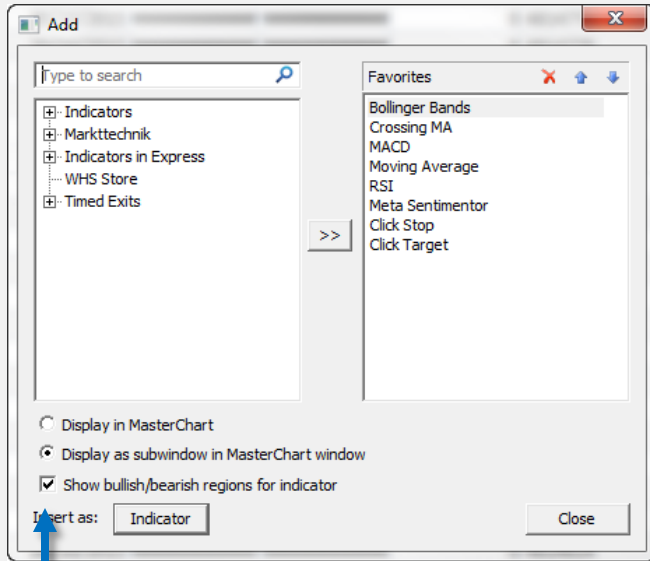 Add
Type to search
Indicators
Markttechnik
Indicators in Express
WHS Store
Timed Exits
>>
Favorites
Bollinger Bands
Crossing MA
MACD
Moving Average
RSI
Meta Sentimentor
Click Stop
Click Target
Display in MasterChart
Display as subwindow in MasterChart window
Show bullish/bearish regions for indicator
Insert as: Indicator Close